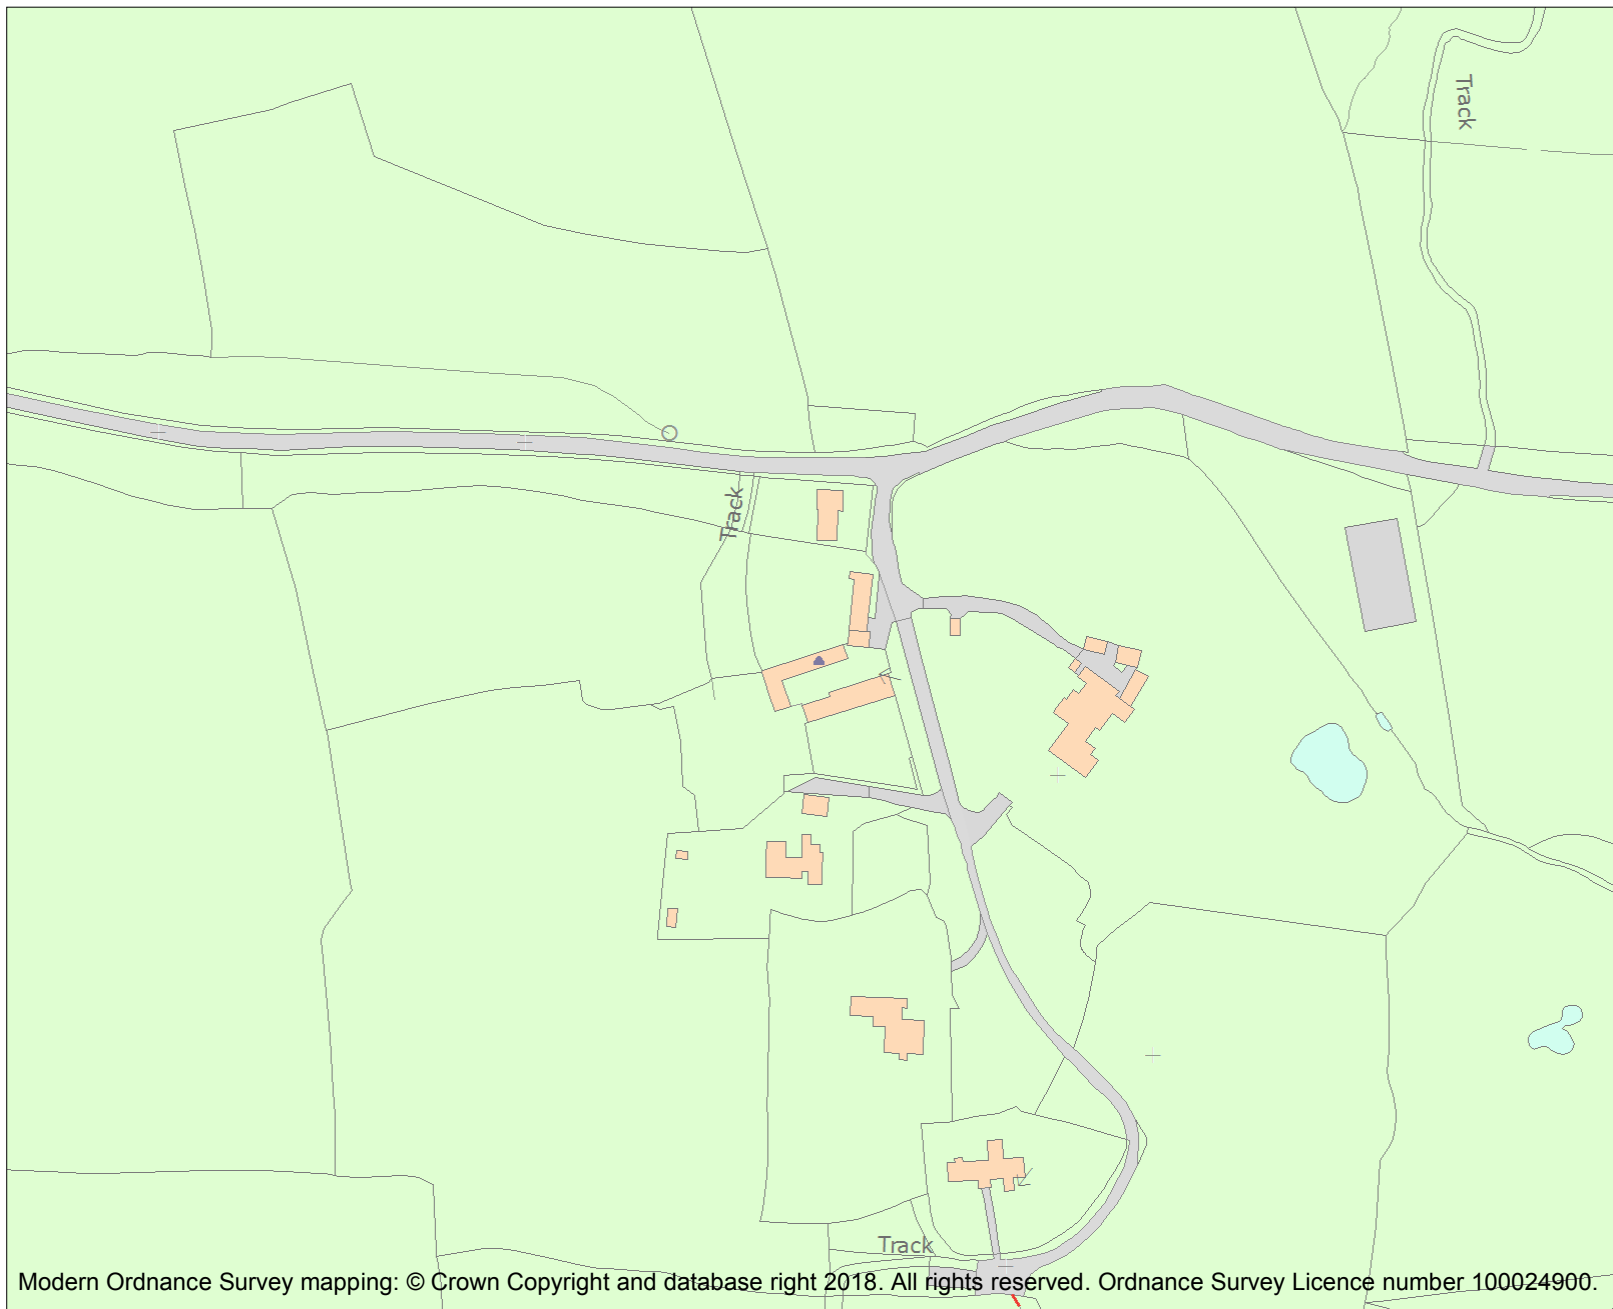 Track
Track
Track
Modern Ordnance Survey mapping: © Crown Copyright and database right 2018. All rights reserved. Ordnance Survey Licence number 100024900.